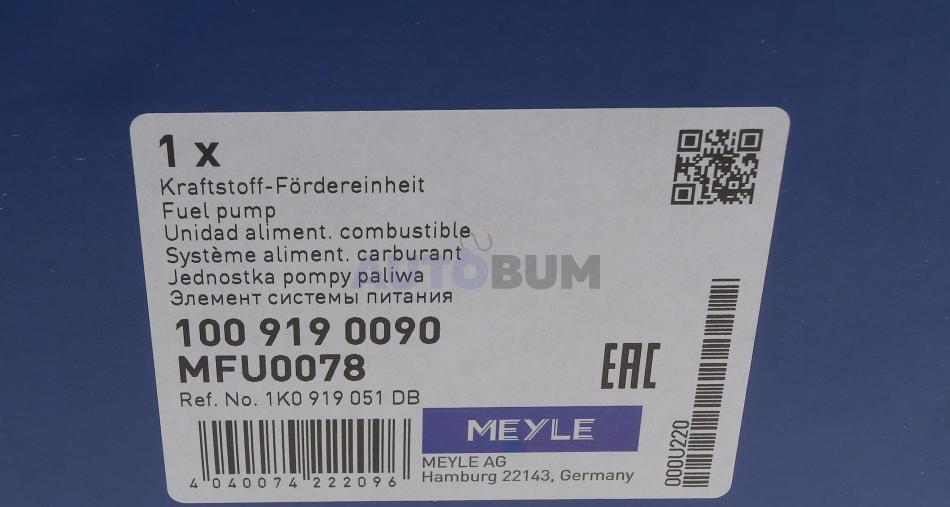 1 x
Kraftstoff-Fördereinheit
Fuel pump
Unidad aliment. combustible
Système aliment. carburant
Jednostka pompy paliwa
Элемент системы питания
AUTOBUM
100 919 0090
MFU0078
Ref. No. 1K0 919 051 DB
EAC
MEYLE
MEYLE AG
Hamburg 22143, Germany
4 040074 222096
000U220